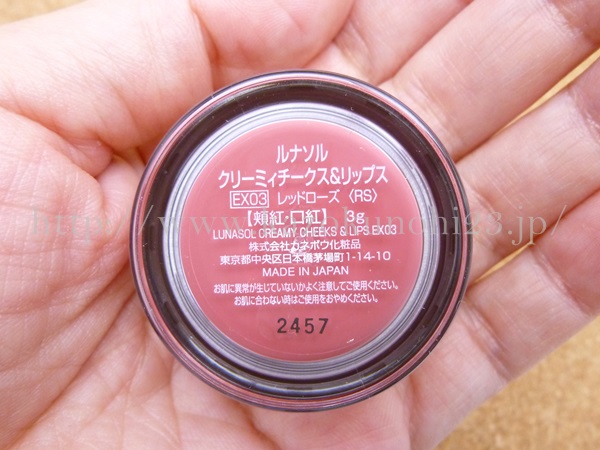 ルナソル
クリーミィチークス&リップス
EX03 レッドローズ 〈RS〉
【頬紅・口紅】 3g
LUNASOL CREAMY CHEEKS & LIPS EX03
株式会社カネボウ化粧品
東京都中央区日本橋茅場町1-14-10
MADE IN JAPAN
お肌に異常が生じていないかよく注意してご使用ください。
お肌に合わない時はご使用をおやめください。
2457